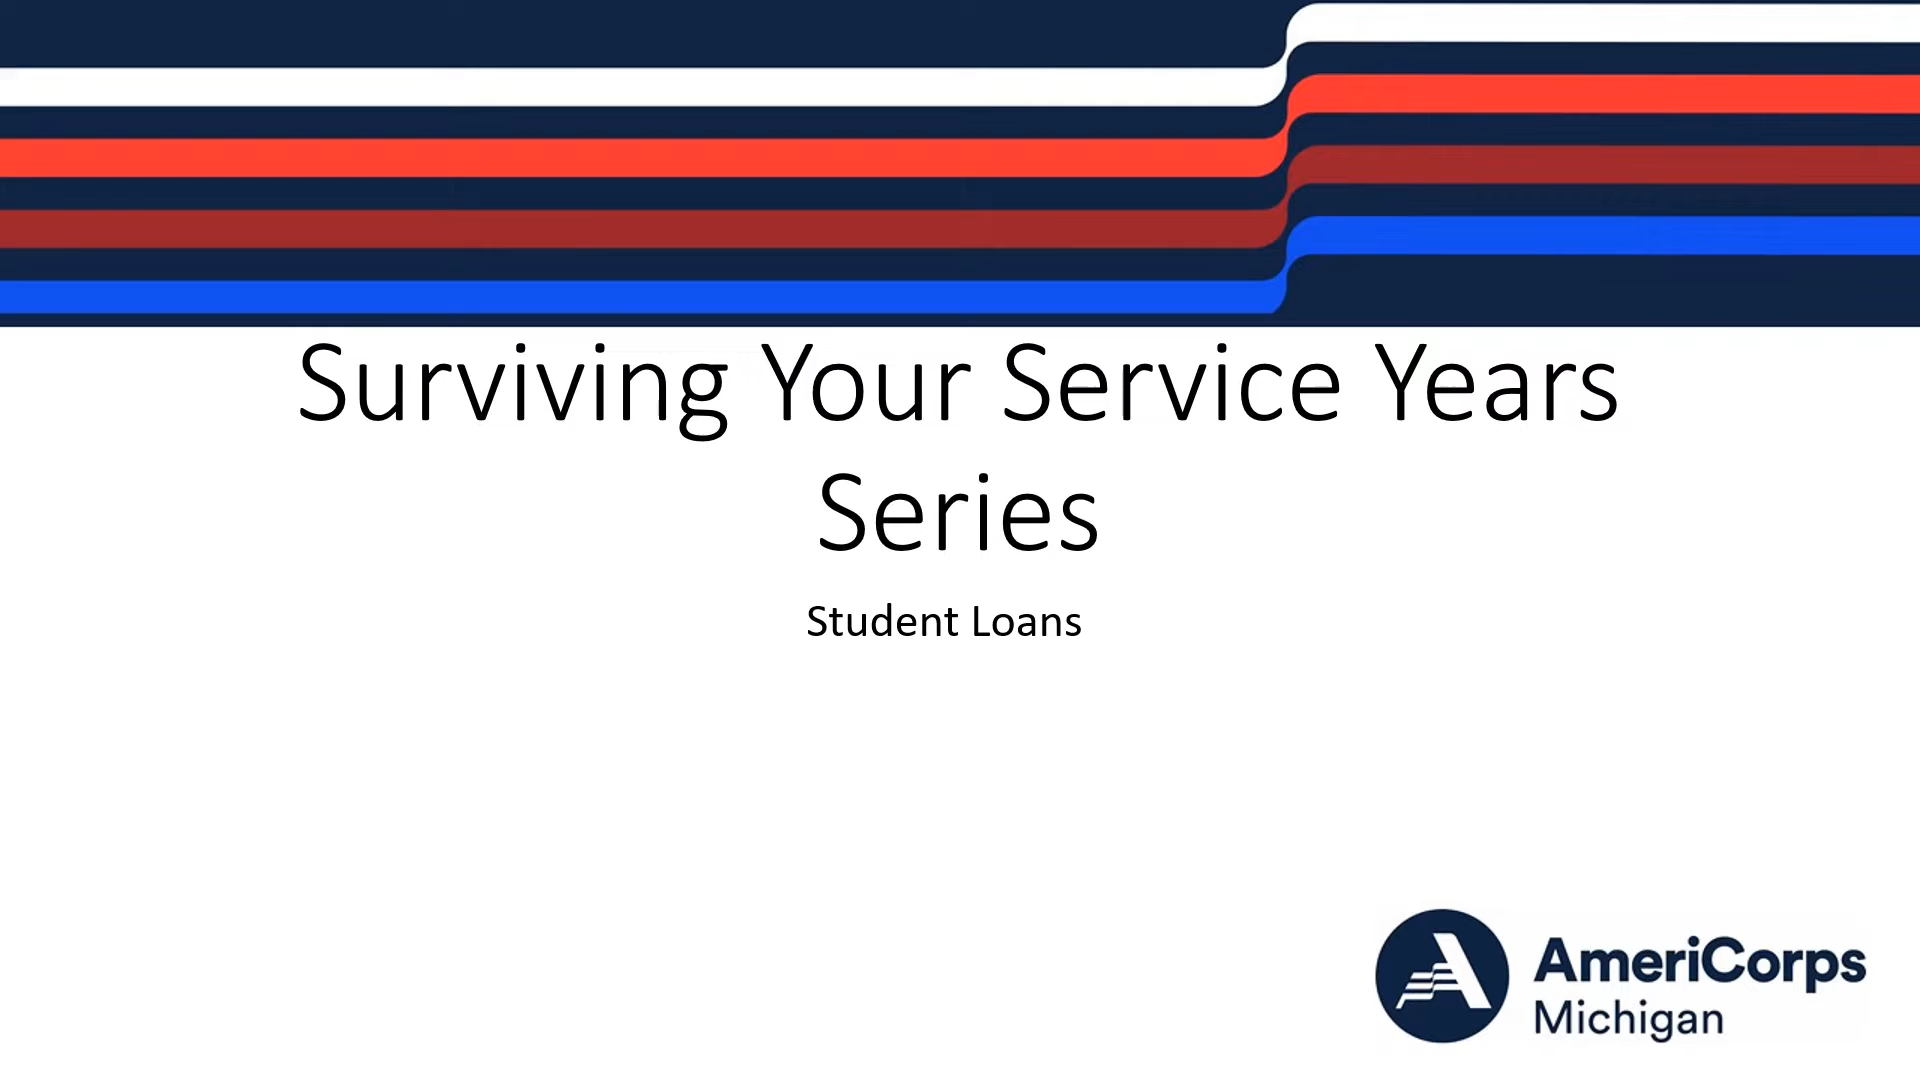 Surviving Your Service Years
Series
Student Loans
AmeriCorps
Michigan